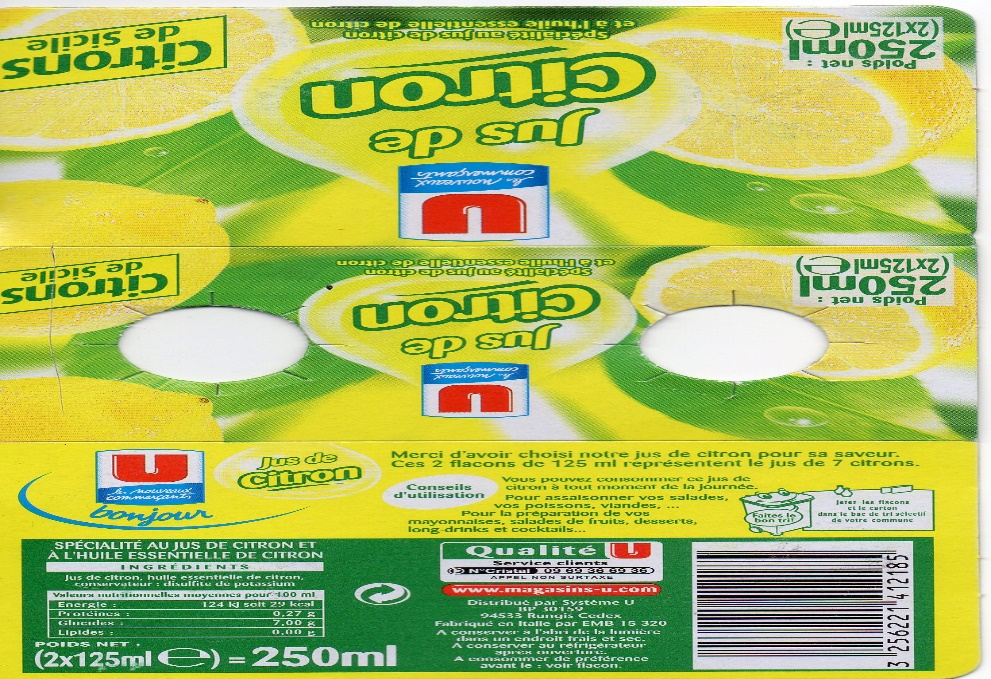 Poids net :
250ml
(2x125ml e)
Citrons
de Sicile
Spécialité au jus de citron
et à l'huile essentielle de citron
Jus de
Citron
U
les nouveaux
commerçants
Poids net :
250ml
(2x125ml e)
Citrons
de Sicile
Spécialité au jus de citron
et à l'huile essentielle de citron
Jus de
Citron
U
les nouveaux
commerçants
U
les nouveaux
commerçants
bonjour
Jus de
Citron
Merci d'avoir choisi notre jus de citron pour sa saveur.
Ces 2 flacons de 125 ml représentent le jus de 7 citrons.
Conseils
d'utilisation
Vous pouvez consommer ce jus de
citron à tout moment de la journée.
Pour assaisonner vos salades,
vos poissons, viandes, ...
Pour la préparation de vos
mayonnaises, salades de fruits, desserts,
long-drinks et cocktails...
Faites le
bon tri!
Jetez les flacons
et le carton
dans le bac de tri sélectif
de votre commune
SPÉCIALITÉ AU JUS DE CITRON ET
À L'HUILE ESSENTIELLE DE CITRON
INGRÉDIENTS
Jus de citron, huile essentielle de citron,
conservateur : disulfite de potassium
Valeurs nutritionnelles moyennes pour 100 ml
Energie : 124 kJ soit 29 kcal
Protéines : 0,27 g
Glucides : 7,00 g
Lipides : 0,00 g
POIDS NET :
(2x125ml e) = 250ml
Qualité U
Service clients
N°Cristal 09 69 36 69 36
APPEL NON SURTAXE
www.magasins-u.com
Distribué par Système U
BP 30159
94533 Rungis Cedex
Fabriqué en Italie par EMB 15 320
A conserver à l'abri de la lumière
dans un endroit frais et sec.
A conserver au réfrigérateur
après ouverture.
A consommer de préférence
avant le : voir flacon.
3 256221 412185